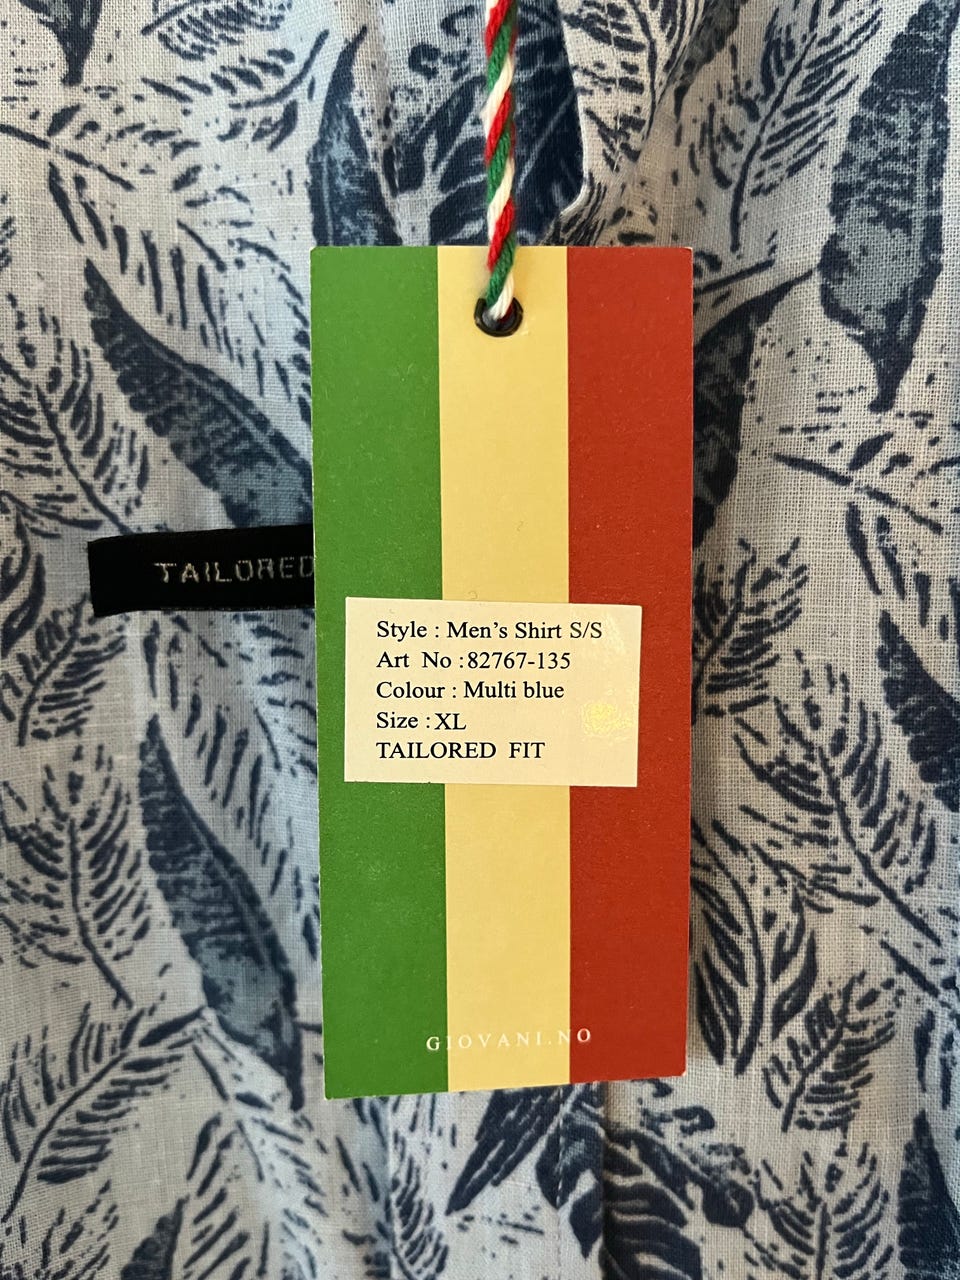 TAILORED
Style : Men's Shirt S/S
Art No :82767-135
Colour : Multi blue
Size :XL
TAILORED FIT
GIOVANI.NO